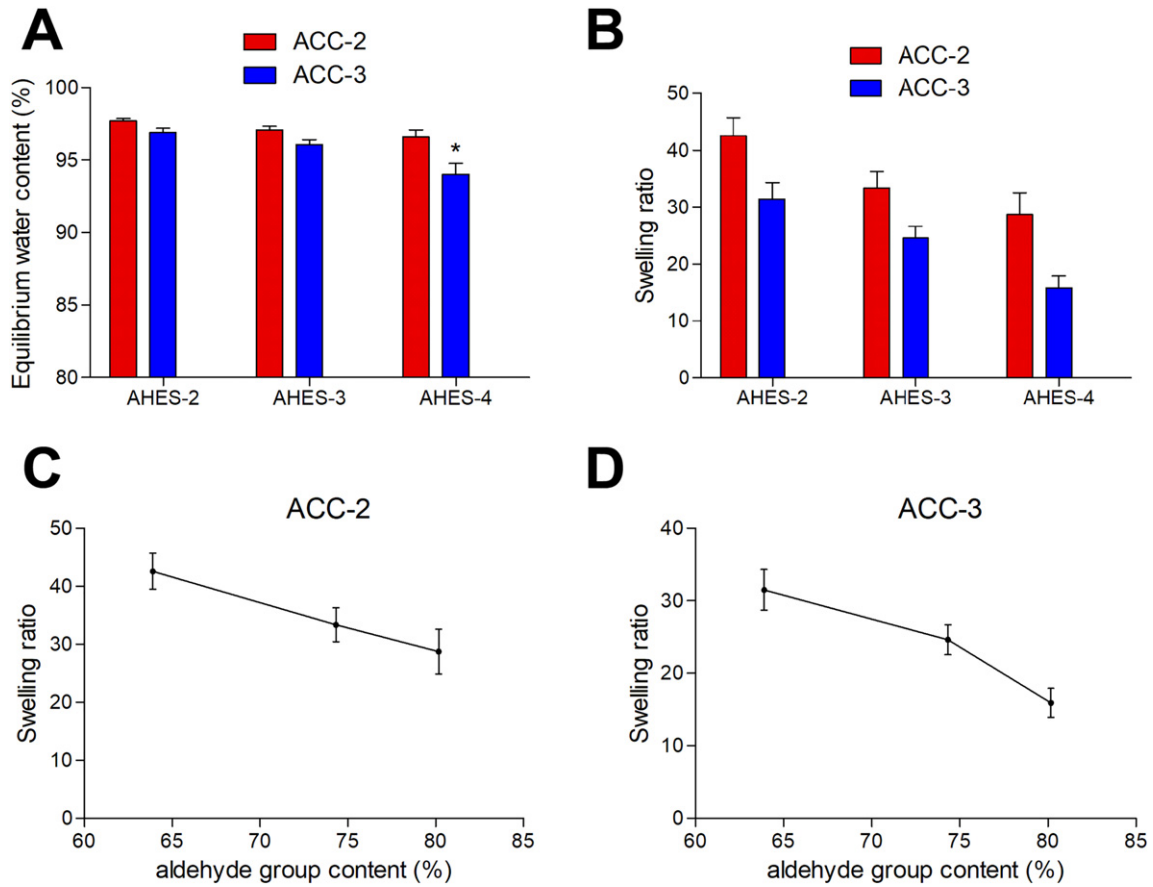 A
ACC-2
ACC-3
Equilibrium water content (%)
100
95
90
85
80
*
AHES-2
AHES-3
AHES-4
B
ACC-2
ACC-3
Swelling ratio
50
40
30
20
10
0
AHES-2
AHES-3
AHES-4
C
ACC-2
Swelling ratio
50
40
30
20
10
0
60
65
70
75
80
85
aldehyde group content (%)
D
ACC-3
Swelling ratio
40
30
20
10
0
60
65
70
75
80
85
aldehyde group content (%)